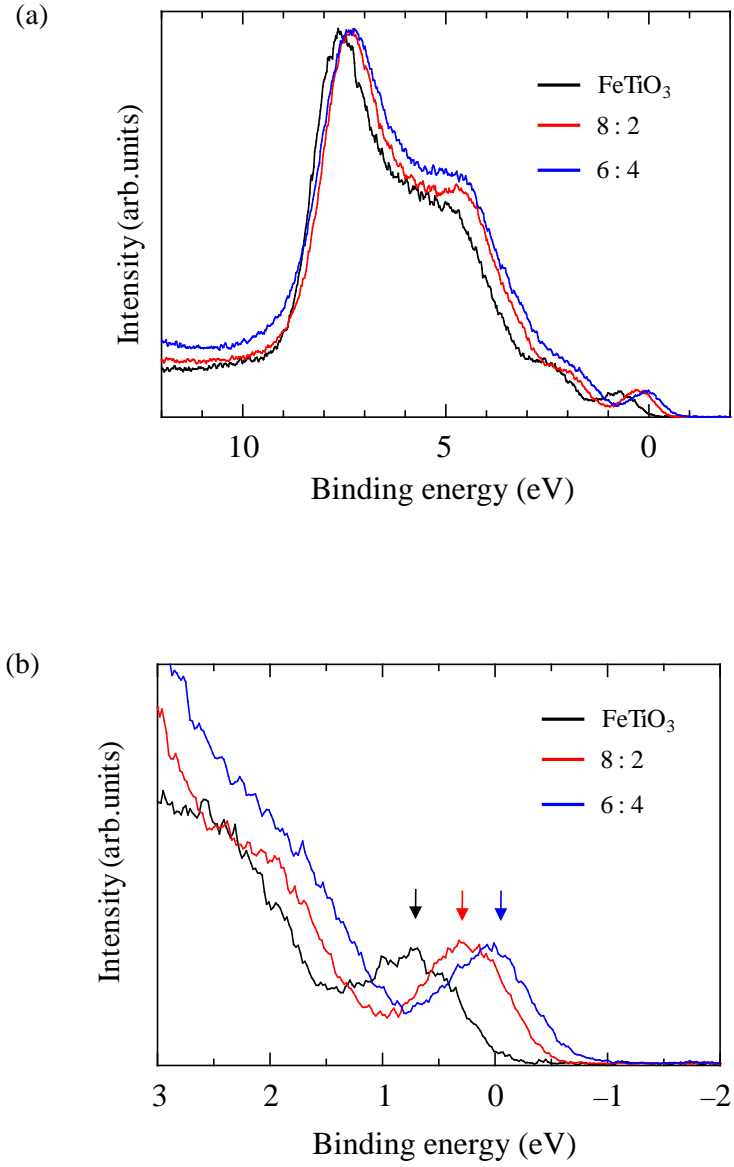 (a)
FeTiO₃
8 : 2
6 : 4
Intensity (arb.units)
10 5 0
Binding energy (eV)
(b)
FeTiO₃
8 : 2
6 : 4
Intensity (arb.units)
3 2 1 0 −1 −2
Binding energy (eV)